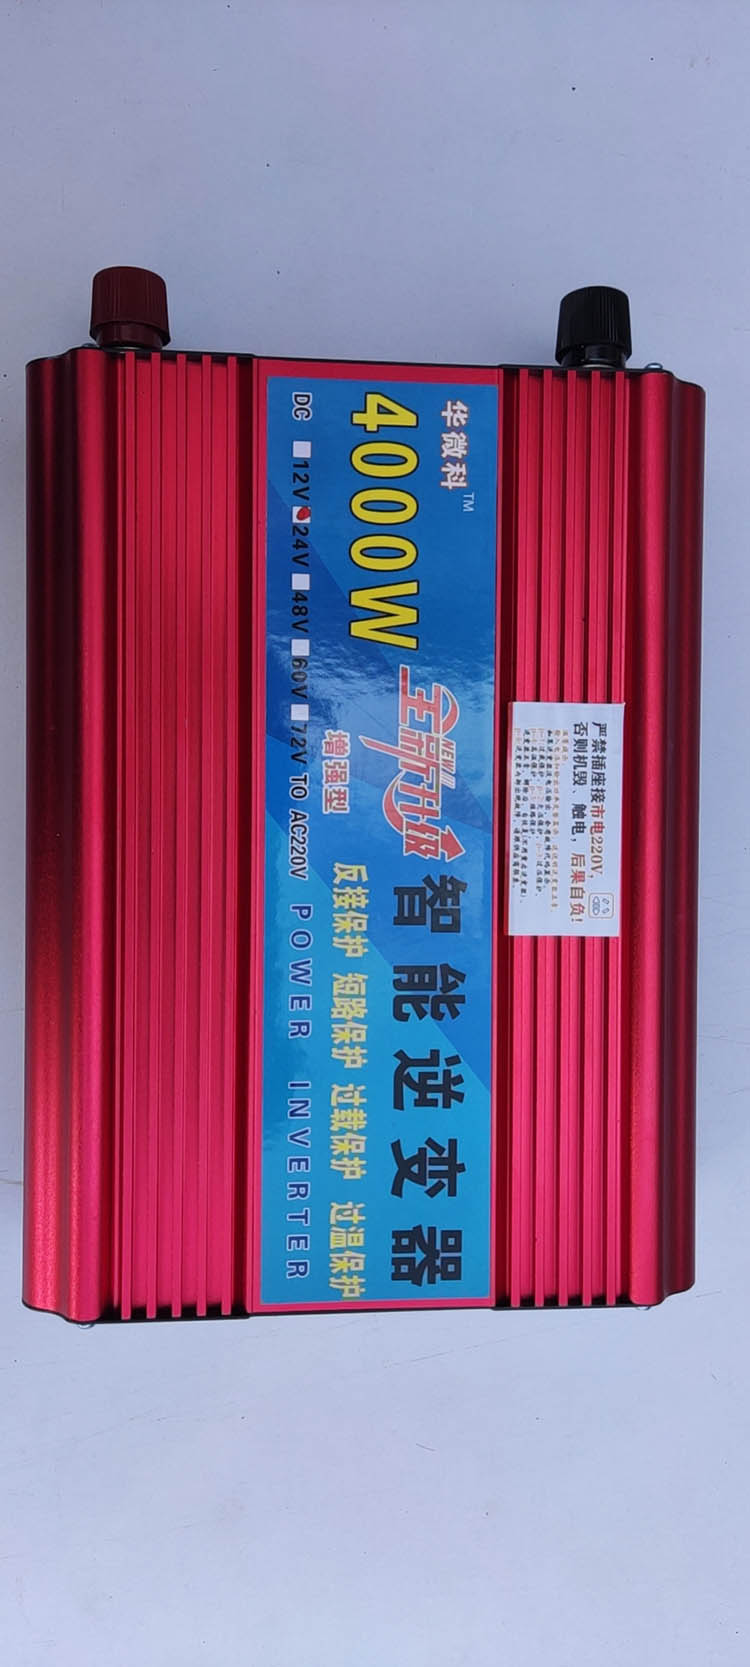 华微科™
4000W
全新升级
NEW
增强型
智能逆变器
反接保护 短路保护 过载保护 过温保护
DC 12V 24V 48V 60V 72V TO AC220V POWER INVERTER
严禁插座接市电220V,
否则机毁、触电，后果自负!